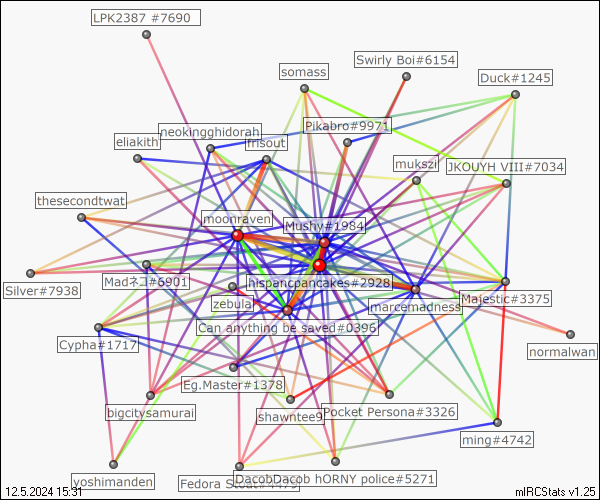 LPK2387 #7690
Swirly Boi#6154
somass
Duck#1245
Pikabro#9971
neokingghidorah
frisout
eliakith
mukszi
JKOUYH VIII#7034
thesecondtwat
moonraven
Mushy#1984
Silver#7938
Madネコ#6901
hispancpancakes#2928
Majestic#3375
zebula
marcemadness
Can anything be saved#0396
Cypha#1717
normalwan
Eg.Master#1378
bigcitysamurai
shawntee9
Pocket Persona#3326
ming#4742
yoshimanden
Fedora Stout#4479
DacobDacob hORNY police#5271
12.5.2024 15:31
mIRCStats v1.25